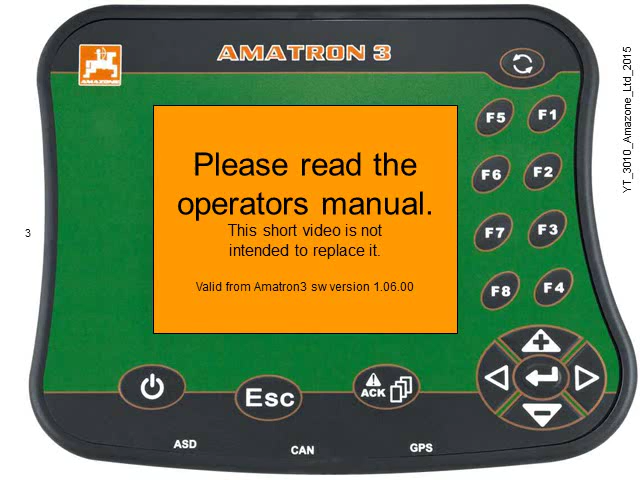 AMATRON 3
AMAZONE
F5
F1
F6
F2
F7
F3
F8
F4
Please read the
operators manual.
This short video is not
intended to replace it.
Valid from Amatron3 sw version 1.06.00
Esc
ACK
ASD
CAN
GPS
3
YT_3010_Amazone_Ltd_2015